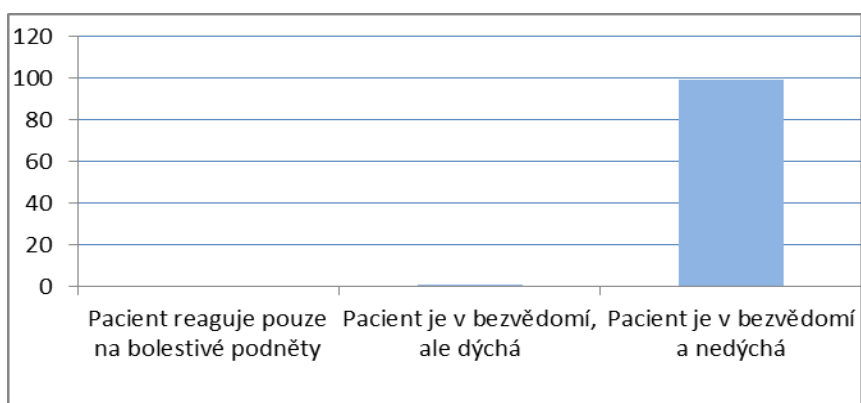 120
100
80
60
40
20
0
Pacient reaguje pouze na bolestivé podněty
Pacient je v bezvědomí, ale dýchá
Pacient je v bezvědomí a nedýchá